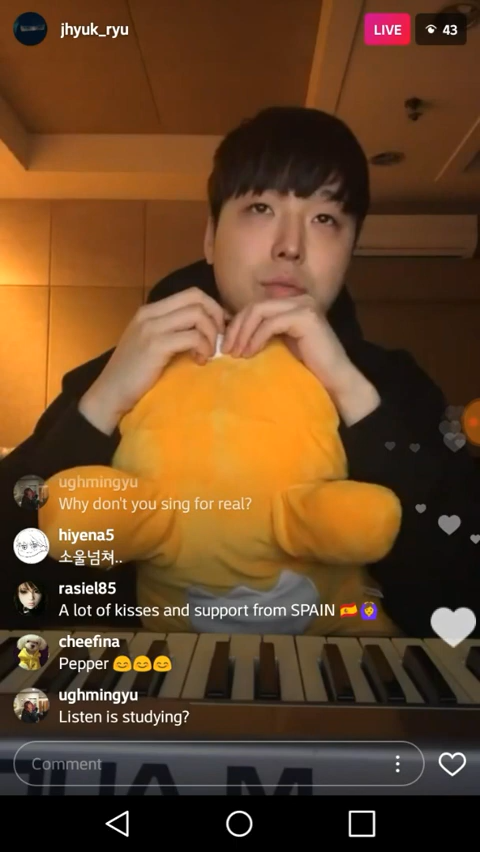 jhyuk_ryu
LIVE
43
ughmingyu
Why don't you sing for real?
hiyena5
소울넘쳐..
rasiel85
A lot of kisses and support from SPAIN 🇪🇸🙆‍♀️
cheefina
Pepper 😊😊😊
ughmingyu
Listen is studying?
Comment